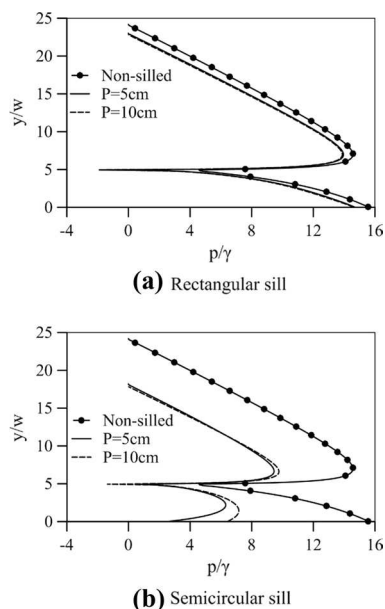 25
20
15
10
5
0
y/w
Non-silled
P=5cm
P=10cm
-4 0 4 8 12 16
p/γ
(a) Rectangular sill
25
20
15
10
5
0
y/w
Non-silled
P=5cm
P=10cm
-4 0 4 8 12 16
p/γ
(b) Semicircular sill